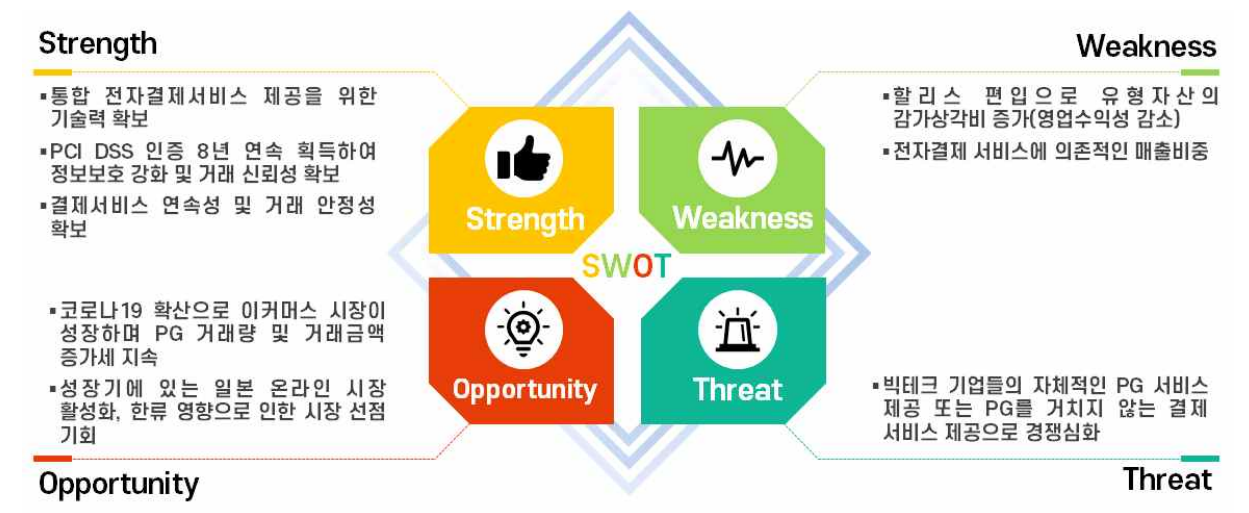 Strength
▪통합 전자결제서비스 제공을 위한
기술력 확보
▪PCI DSS 인증 8년 연속 획득하여
정보보호 강화 및 거래 신뢰성 확보
▪결제서비스 연속성 및 거래 안정성
확보
Weakness
▪할리스 편입으로 유형자산의
감가상각비 증가(영업수익성 감소)
▪전자결제 서비스에 의존적인 매출비중
Strength
Weakness
SWOT
Opportunity
Threat
▪코로나19 확산으로 이커머스 시장이
성장하며 PG 거래량 및 거래금액
증가세 지속
▪성장기에 있는 일본 온라인 시장
활성화, 한류 영향으로 인한 시장 선점
기회
Opportunity
▪빅테크 기업들의 자체적인 PG 서비스
제공 또는 PG를 거치지 않는 결제
서비스 제공으로 경쟁심화
Threat